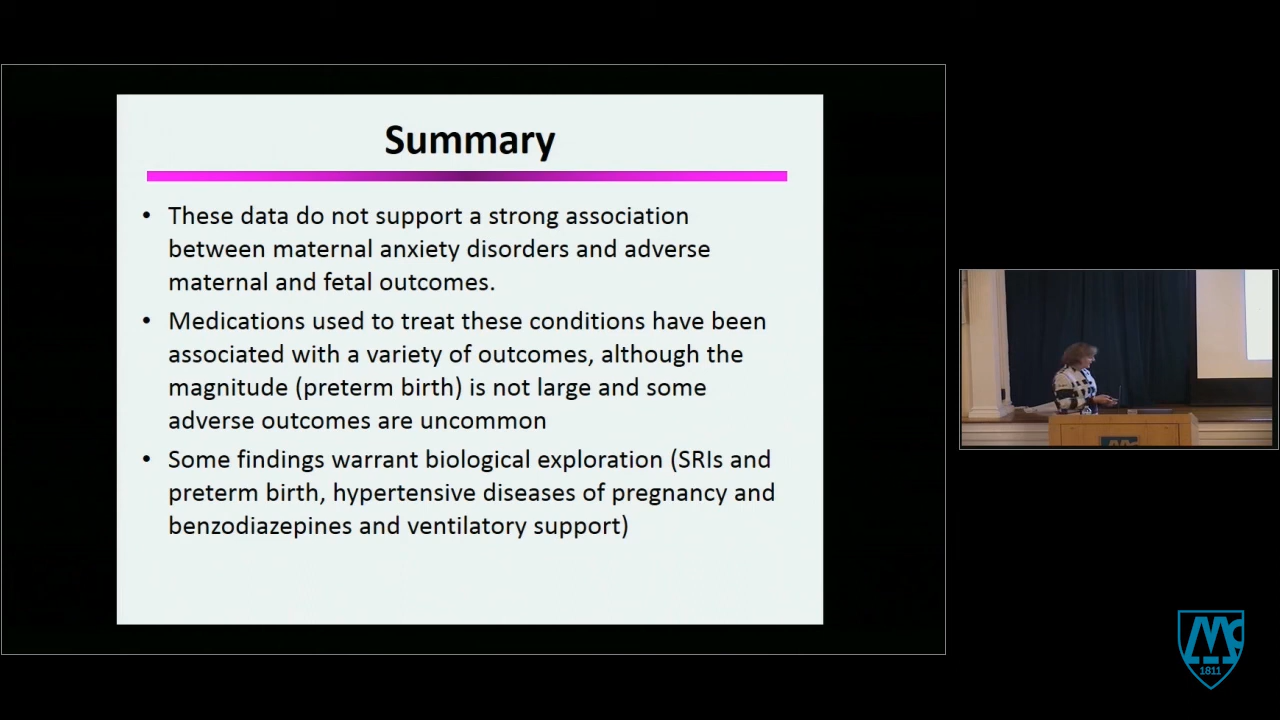 Summary
• These data do not support a strong association
between maternal anxiety disorders and adverse
maternal and fetal outcomes.
• Medications used to treat these conditions have been
associated with a variety of outcomes, although the
magnitude (preterm birth) is not large and some
adverse outcomes are uncommon
• Some findings warrant biological exploration (SRIs and
preterm birth, hypertensive diseases of pregnancy and
benzodiazepines and ventilatory support)
Mc
1811